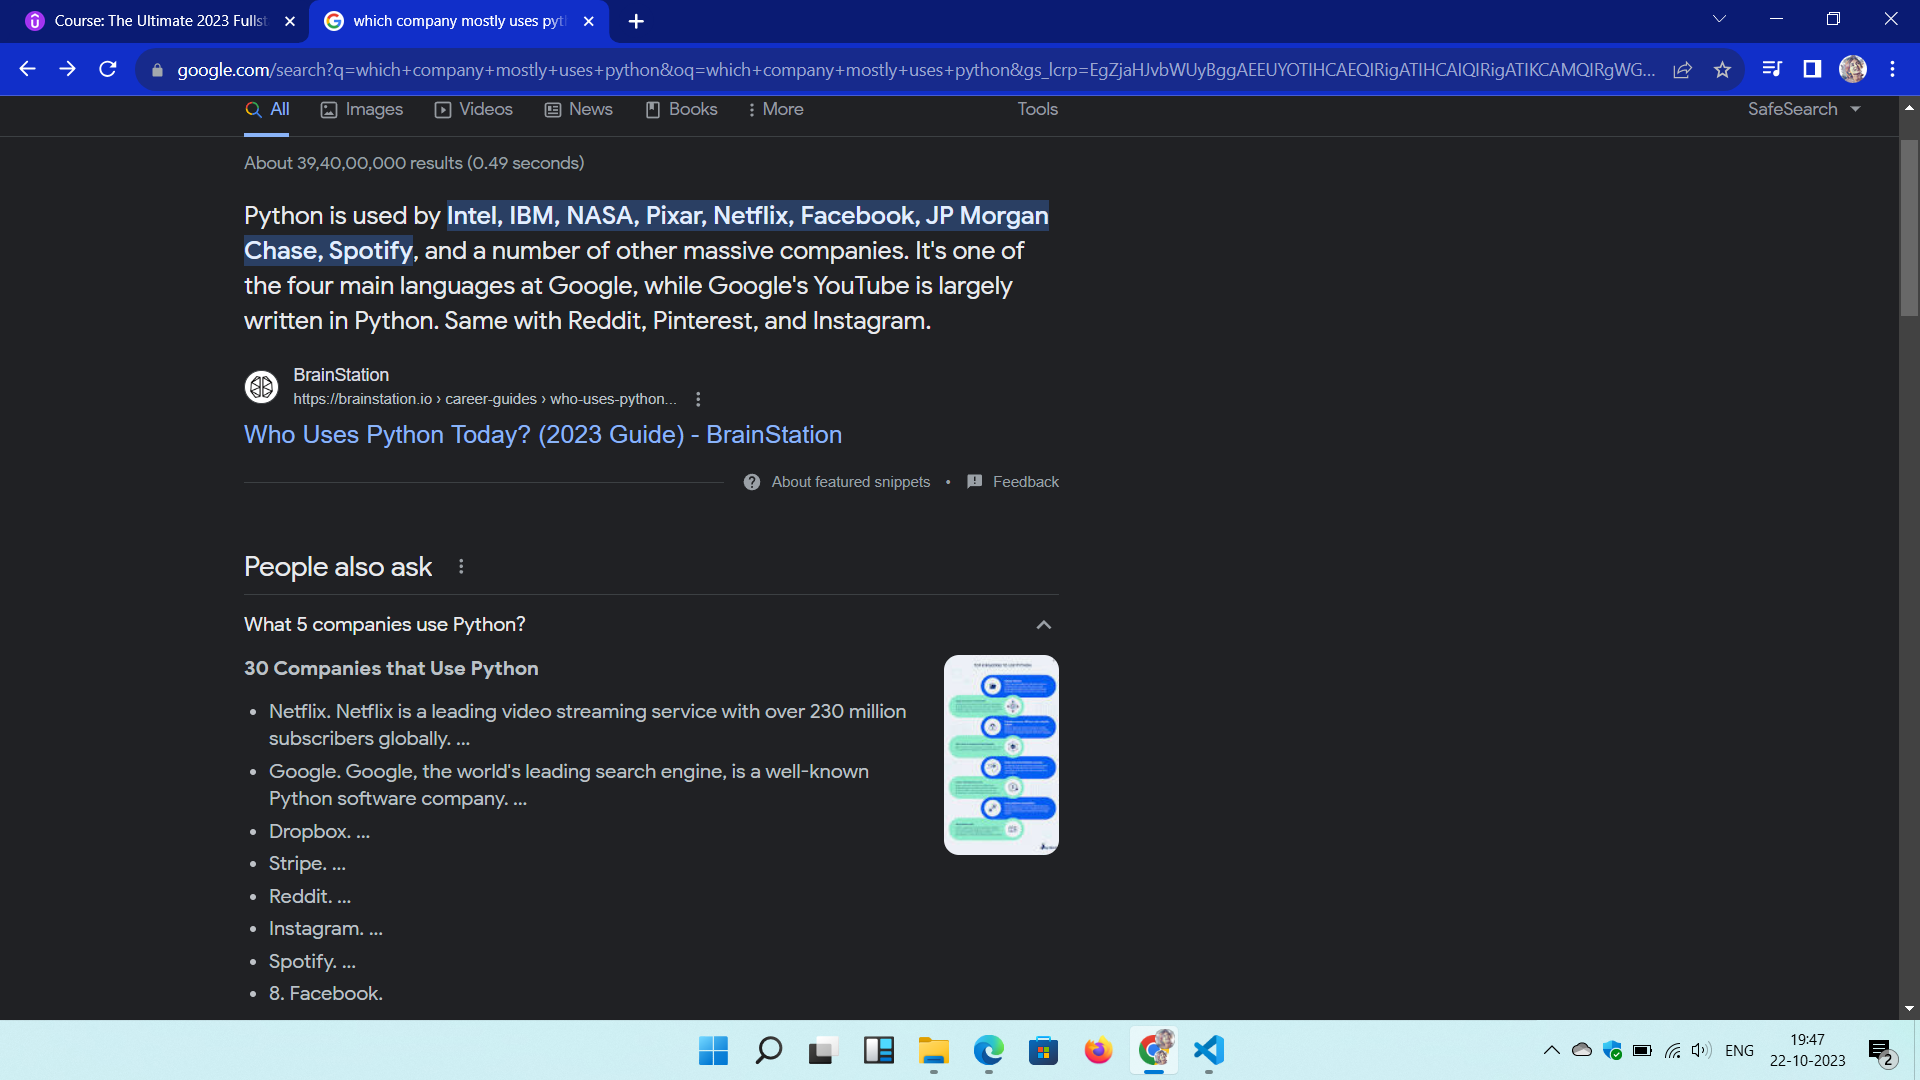 Course: The Ultimate 2023 Fullst
which company mostly uses pyt
google.com/search?q=which+company+mostly+uses+python&oq=which+company+mostly+uses+python&gs_lcrp=EgZjaHJvbWUyBggAEEUYOTIHCAEQIRigATIHCAIQIRigATIKCAMQIRgWG...
All
Images
Videos
News
Books
More
Tools
SafeSearch
About 39,40,00,000 results (0.49 seconds)
Python is used by Intel, IBM, NASA, Pixar, Netflix, Facebook, JP Morgan
Chase, Spotify, and a number of other massive companies. It's one of
the four main languages at Google, while Google's YouTube is largely
written in Python. Same with Reddit, Pinterest, and Instagram.
BrainStation
https://brainstation.io › career-guides › who-uses-python...
Who Uses Python Today? (2023 Guide) - BrainStation
About featured snippets • Feedback
People also ask
What 5 companies use Python?
30 Companies that Use Python
• Netflix. Netflix is a leading video streaming service with over 230 million
subscribers globally. ...
• Google. Google, the world's leading search engine, is a well-known
Python software company. ...
• Dropbox. ...
• Stripe. ...
• Reddit. ...
• Instagram. ...
• Spotify. ...
• 8. Facebook.
ENG
19:47
22-10-2023
2